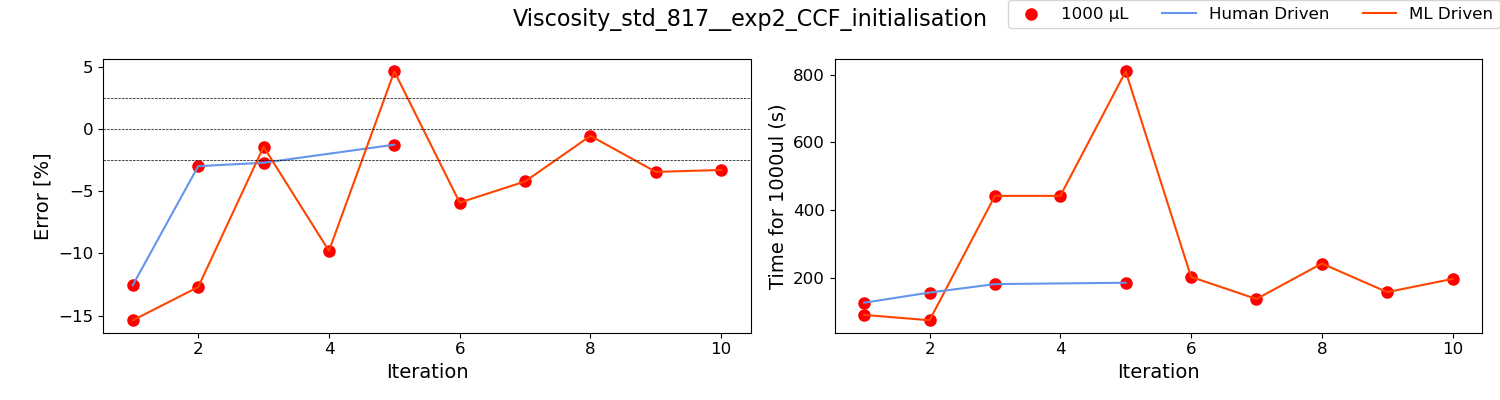 Viscosity_std_817__exp2_CCF_initialisation
1000 µL
Human Driven
ML Driven
Error [%]
5
0
−5
−10
−15
2
4
6
8
10
Iteration
Time for 1000ul (s)
800
600
400
200
2
4
6
8
10
Iteration